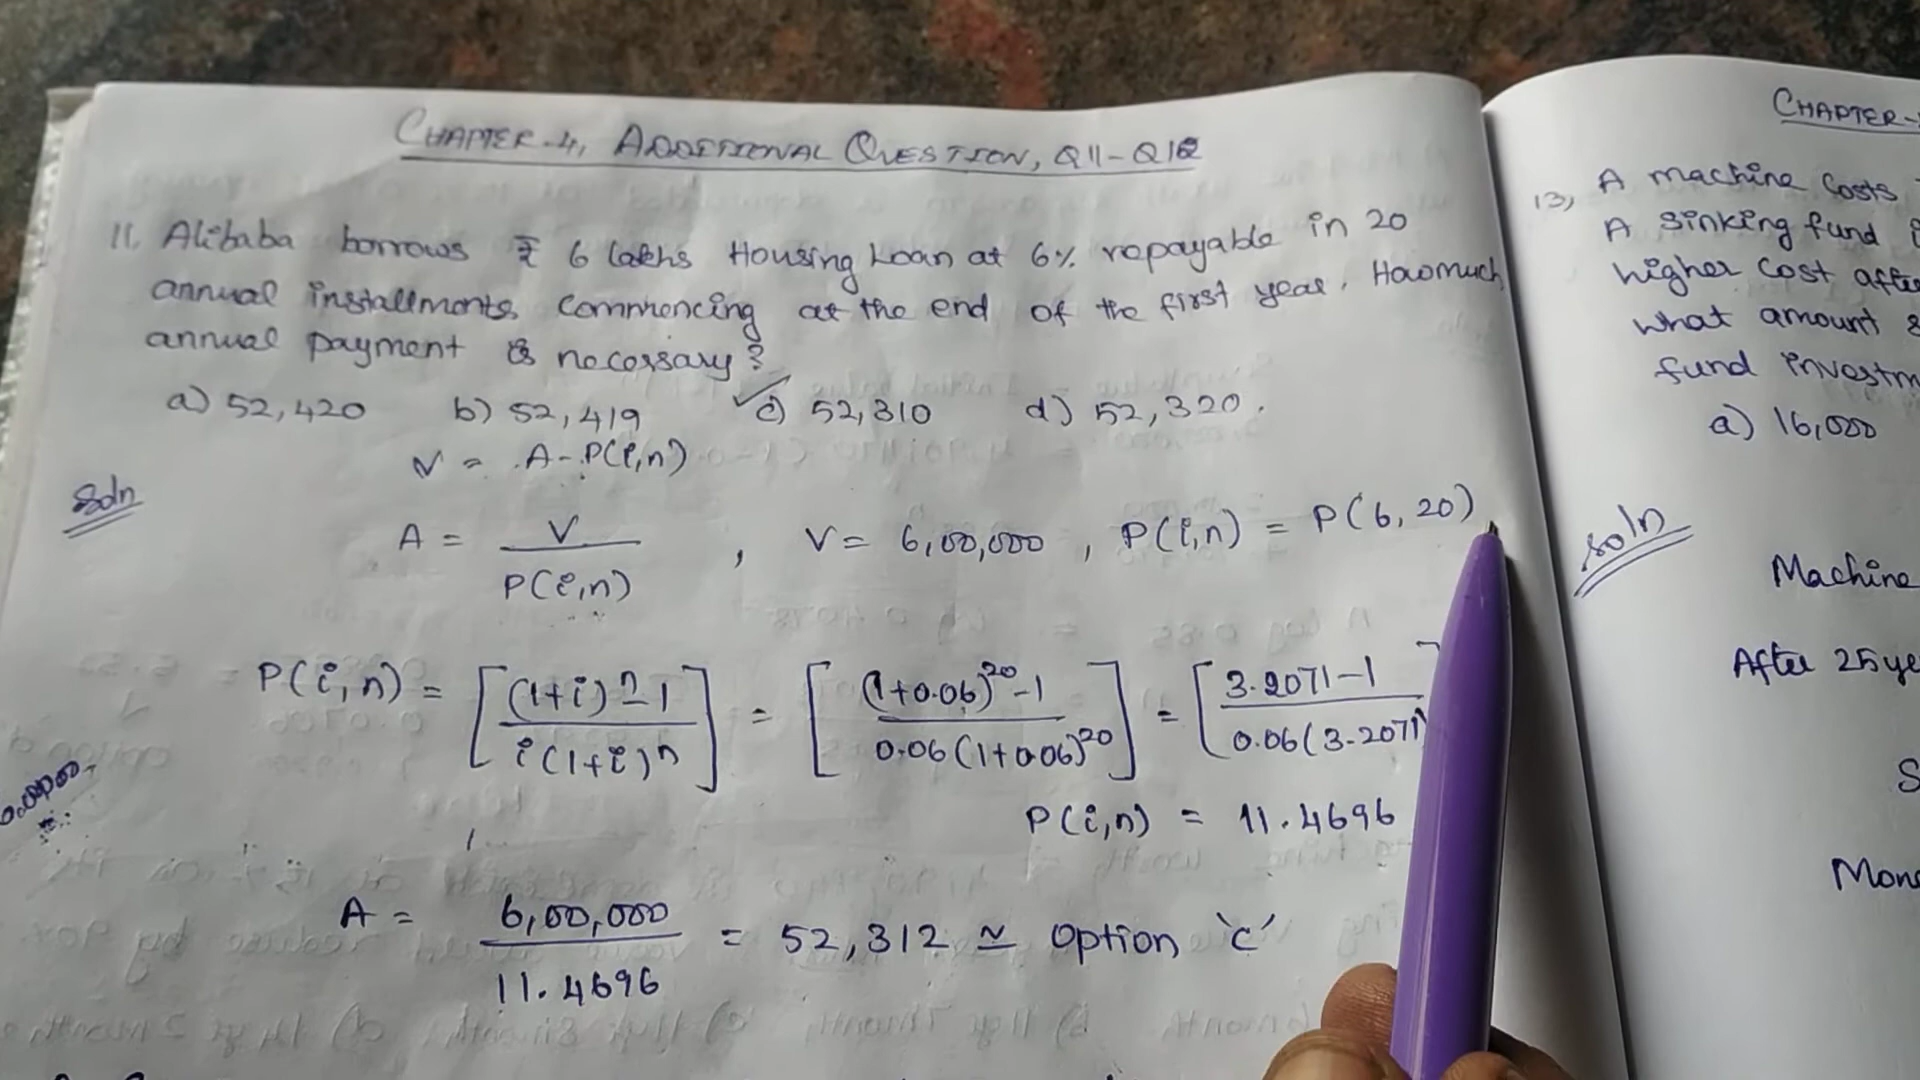 CHAPTER-4, ADDITIONAL QUESTION, Q11-Q12
11. Alibaba borrows ₹ 6 lakhs Housing Loan at 6% repayable in 20
annual installments commencing at the end of the first year. Howmuch
annual payment is necessary?
a) 52,420 b) 52,419 c) 52,310 d) 52,320.
Soln
V = A-P(i,n)
A = V / P(i,n) , V = 6,00,000 , P(i,n) = P(6,20)
P(i,n) = [(1+i)^n - 1 / i(1+i)^n] = [(1+0.06)^20 - 1 / 0.06(1+0.06)^20] = [3.2071-1 / 0.06(3.2071)
P(i,n) = 11.4696
A = 6,00,000 / 11.4696 = 52,312 ≃ option 'c'
CHAPTER-
13, A machine costs
A sinking fund
higher cost after
what amount
fund investm
a) 16,000
soln
Machine
After 25 ye
S
Mon